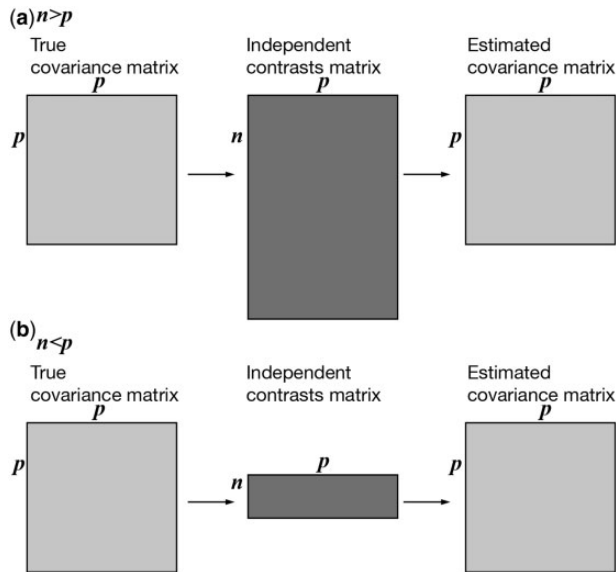 (a) n>p
True Independent Estimated
covariance matrix contrasts matrix covariance matrix
p p p
p n p
(b) n<p
True Independent Estimated
covariance matrix contrasts matrix covariance matrix
p p p
p n p